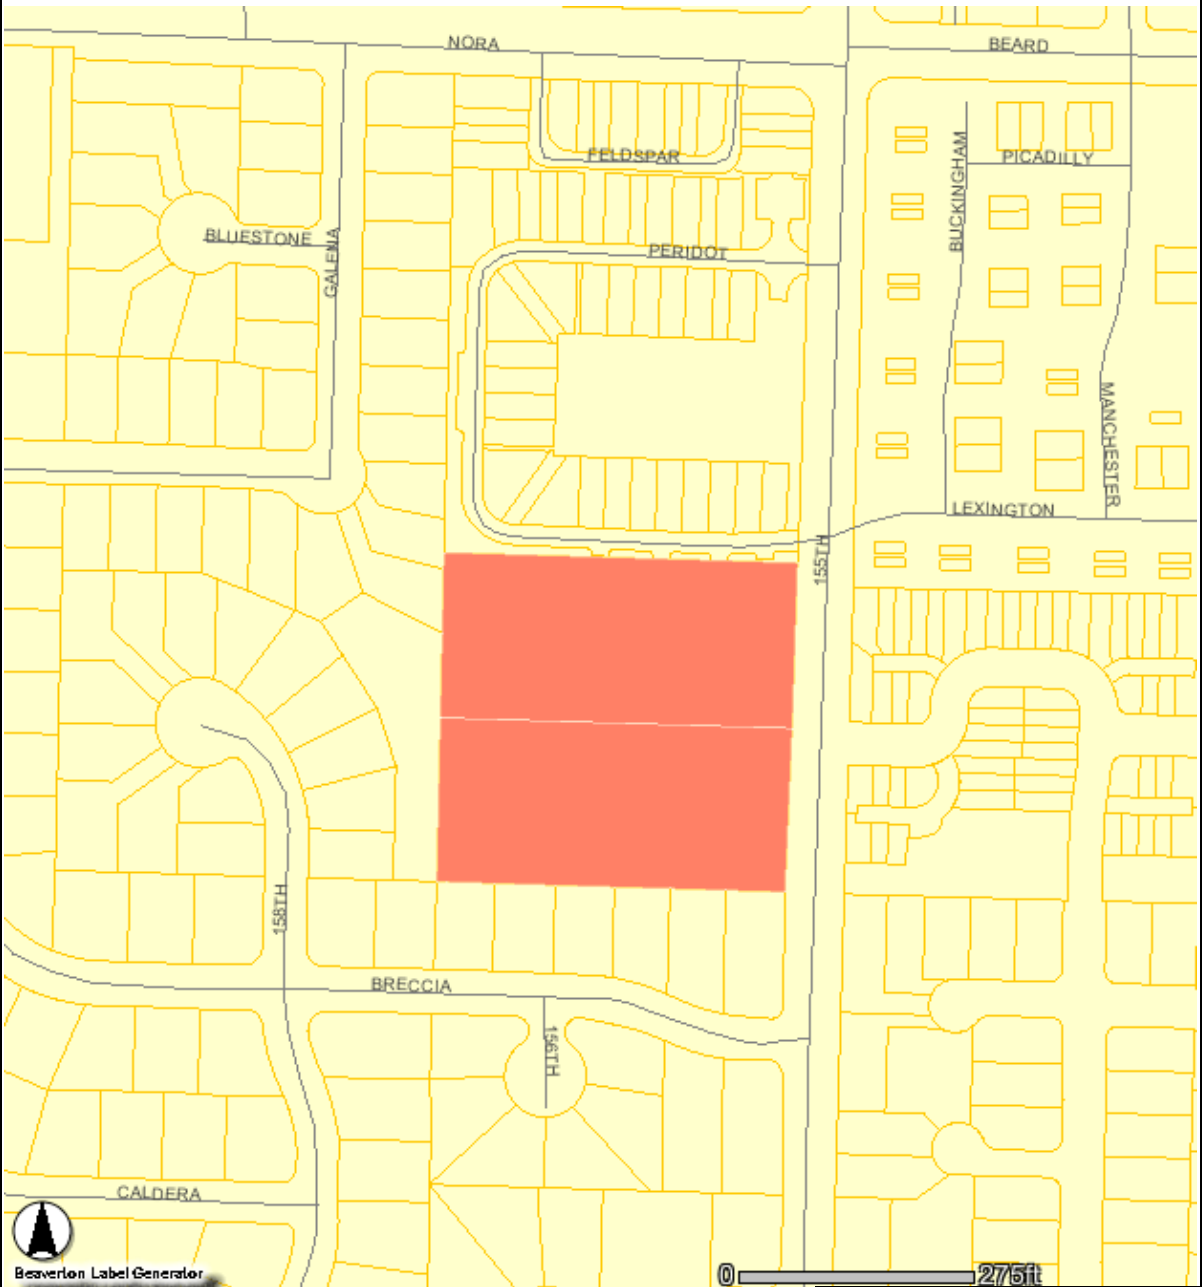 NORA
BEARD
FELDSPAR
BUCKINGHAM
PICADILLY
BLUESTONE
GALENA
PERIDOT
MANCHESTER
LEXINGTON
155TH
158TH
BRECCIA
156TH
CALDERA
Beaverton Label Generator
0
275ft